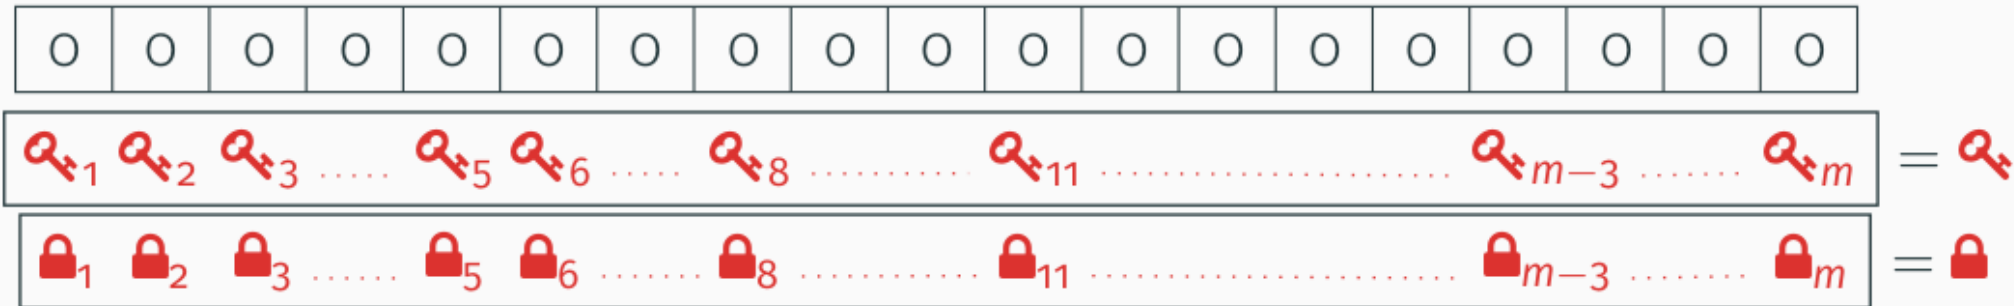 0 0 0 0 0 0 0 0 0 0 0 0 0 0 0 0 0 0 0
1 2 3 ..... 5 6 ..... 8 .......... 11 ...................... m−3 ....... m =
1 2 3 ...... 5 6 ....... 8 ............ 11 ......................... m−3 ........ m =